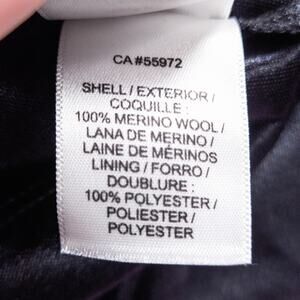 CA #55972
SHELL / EXTERIOR /
COQUILLE :
100% MERINO WOOL /
LANA DE MERINO /
LAINE DE MÉRINOS
LINING / FORRO /
DOUBLURE :
100% POLYESTER /
POLIESTER /
POLYESTER